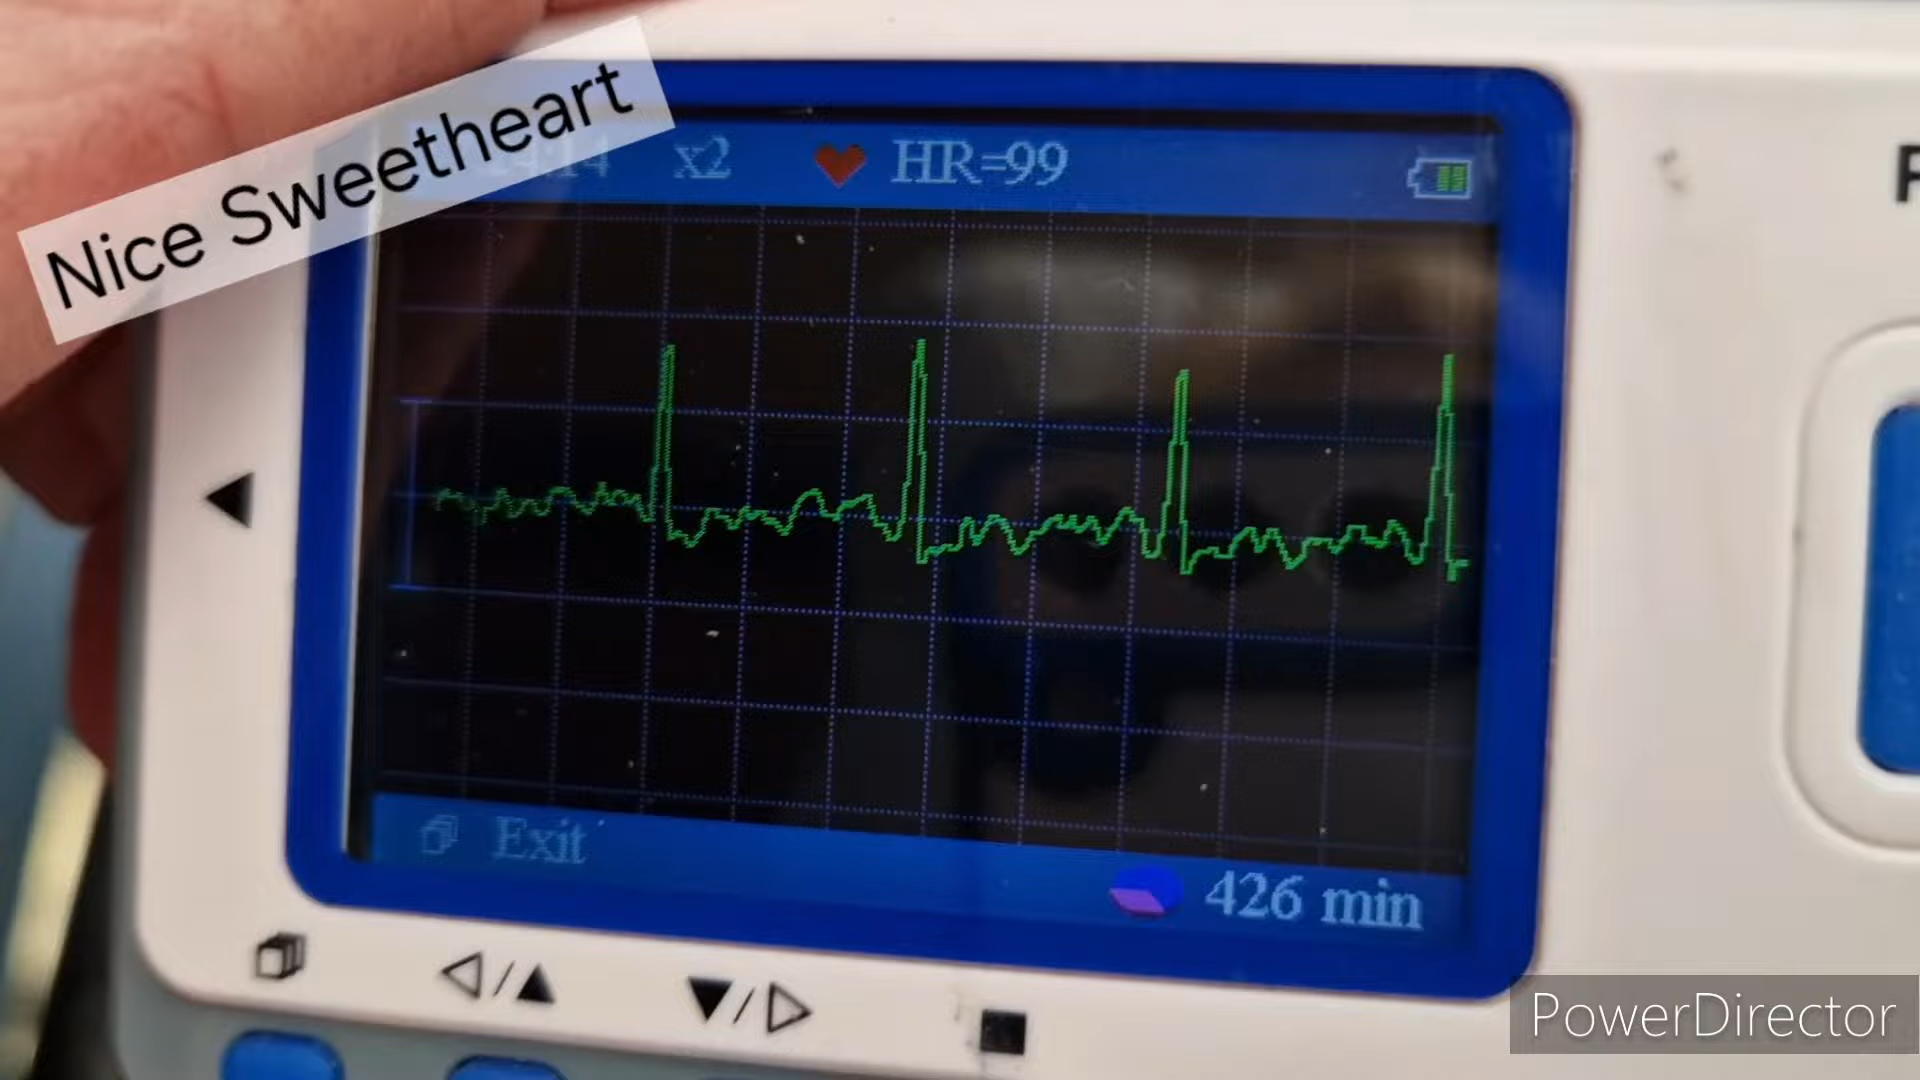 Nice Sweetheart
x2 HR=99
Exit
426 min
PowerDirector